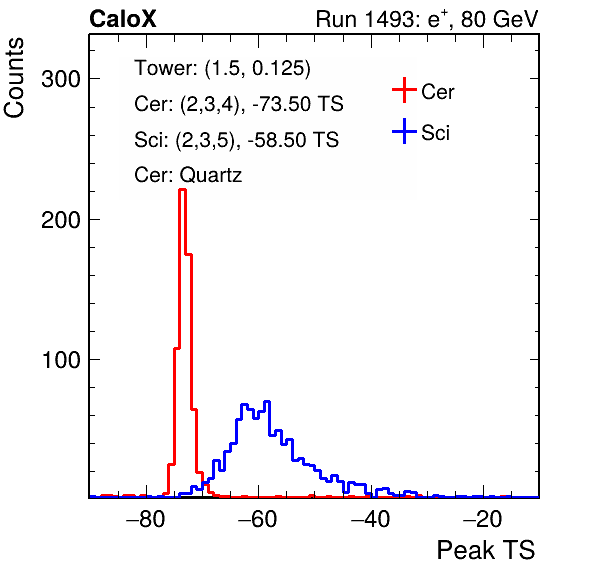 CaloX Run 1493: e⁺, 80 GeV
Counts
Tower: (1.5, 0.125)
Cer: (2,3,4), -73.50 TS
Sci: (2,3,5), -58.50 TS
Cer: Quartz
Cer
Sci
300
200
100
−80 −60 −40 −20
Peak TS